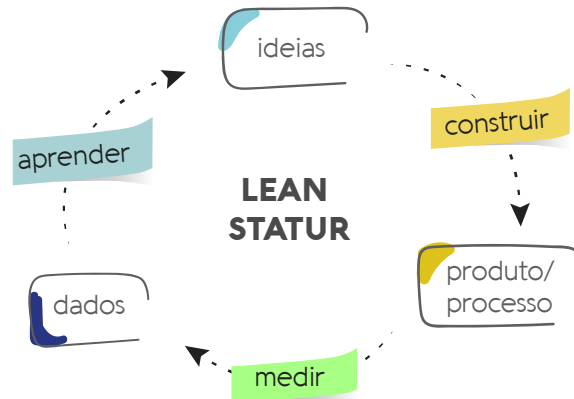 ideias
construir
aprender
LEAN
STATUR
produto/
processo
dados
medir